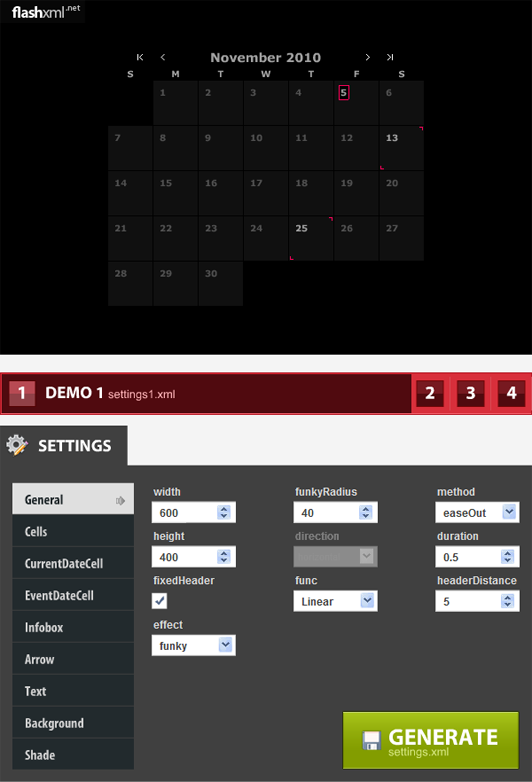 flashxml.net
November 2010
S M T W T F S
1 2 3 4 5 6
7 8 9 10 11 12 13
14 15 16 17 18 19 20
21 22 23 24 25 26 27
28 29 30
1 DEMO 1 settings1.xml 2 3 4
SETTINGS
General
Cells
CurrentDateCell
EventDateCell
Infobox
Arrow
Text
Background
Shade
width funkyRadius method
600 40 easeOut
height direction duration
400 0.5
fixedHeader func headerDistance
Linear 5
effect
funky
GENERATE
settings.xml